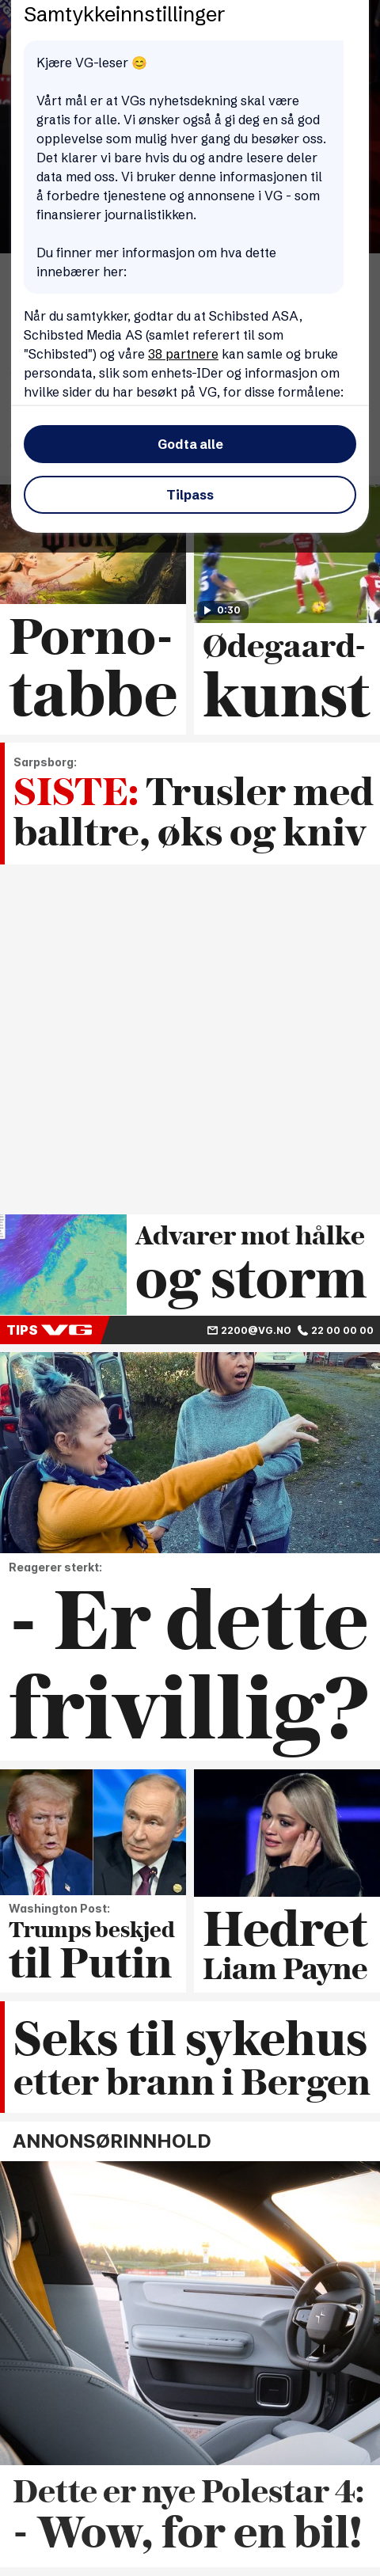 Samtykkeinnstillinger
Kjære VG-leser 😊
Vårt mål er at VGs nyhetsdekning skal være
gratis for alle. Vi ønsker også å gi deg en så god
opplevelse som mulig hver gang du besøker oss.
Det klarer vi bare hvis du og andre lesere deler
data med oss. Vi bruker denne informasjonen til
å forbedre tjenestene og annonsene i VG - som
finansierer journalistikken.
Du finner mer informasjon om hva dette
innebærer her:
Når du samtykker, godtar du at Schibsted ASA,
Schibsted Media AS (samlet referert til som
"Schibsted") og våre 38 partnere kan samle og bruke
persondata, slik som enhets-IDer og informasjon om
hvilke sider du har besøkt på VG, for disse formålene:
Godta alle
Tilpass
0:30
Porno-
tabbe
Ødegaard-
kunst
Sarpsborg:
SISTE: Trusler med
balltre, øks og kniv
Advarer mot hålke
og storm
TIPS VG
2200@VG.NO 22 00 00 00
Reagerer sterkt:
- Er dette
frivillig?
Washington Post:
Trumps beskjed
til Putin
Hedret
Liam Payne
Seks til sykehus
etter brann i Bergen
ANNONSØRINNHOLD
Dette er nye Polestar 4:
- Wow, for en bil!